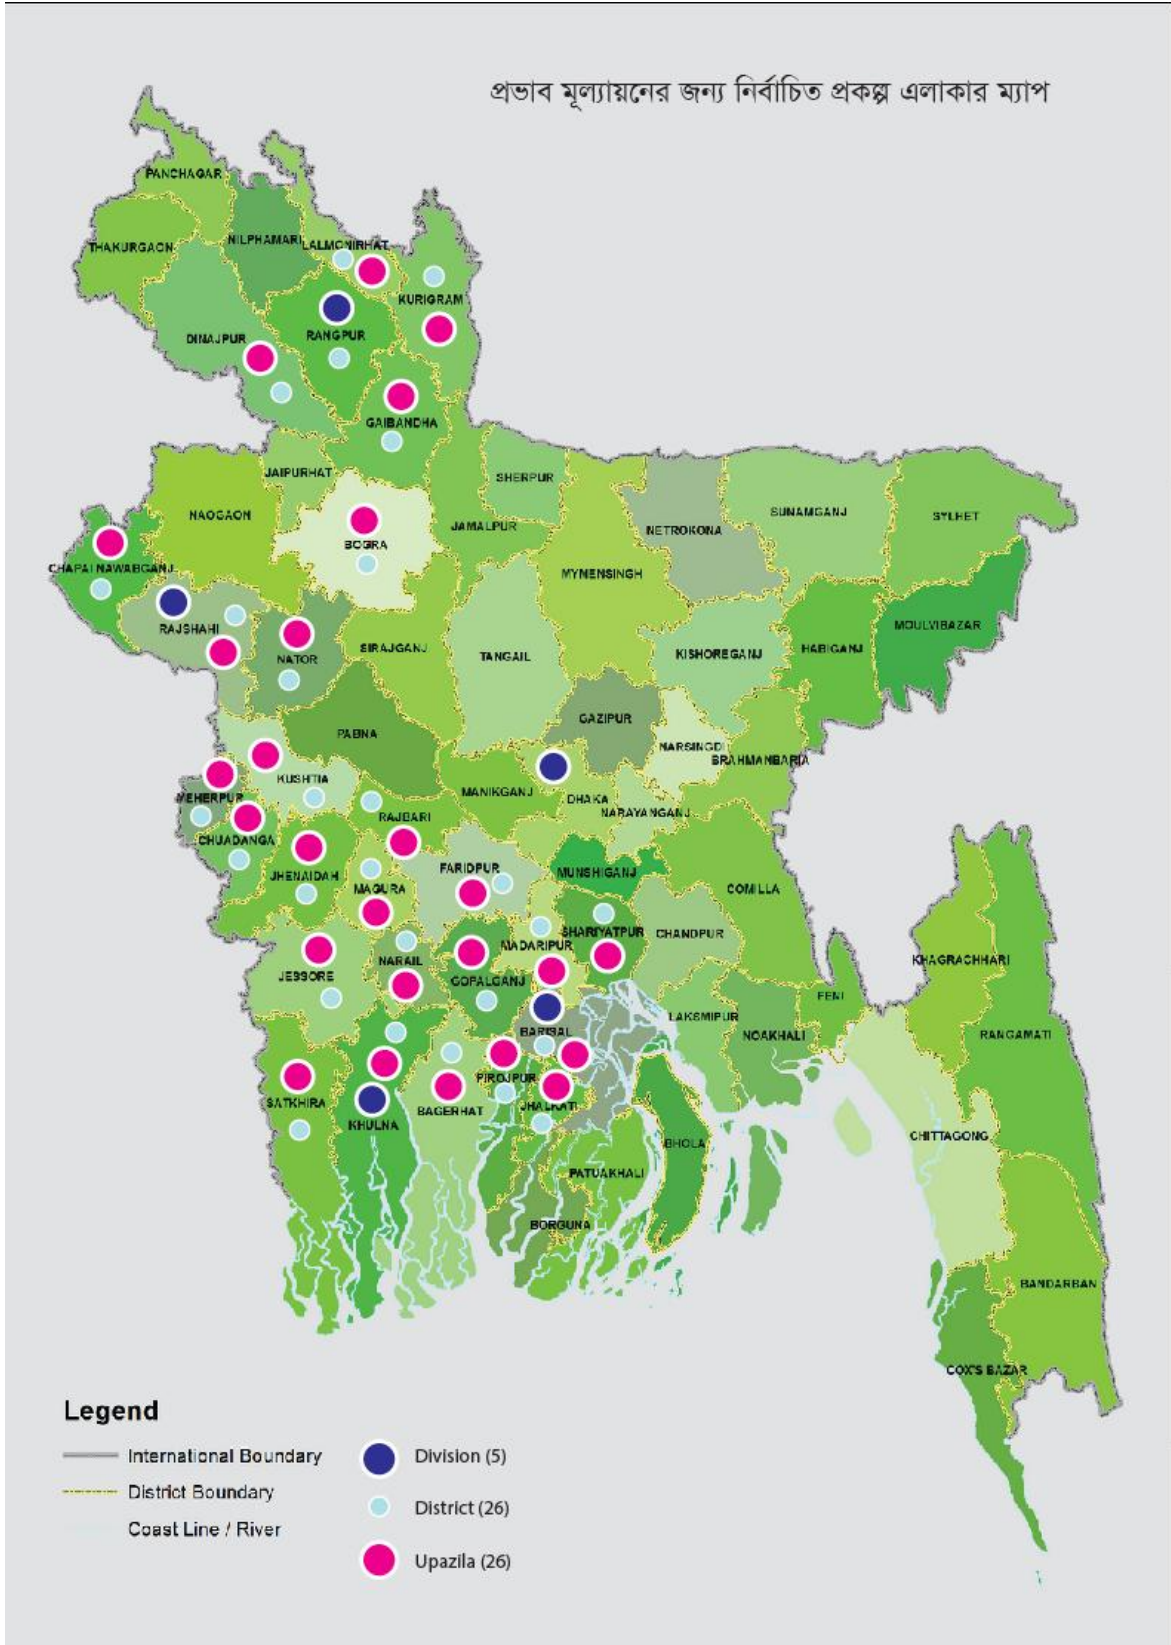 প্রভাব মূল্যায়নের জন্য নির্বাচিত প্রকল্প এলাকার ম্যাপ
PANCHAGAR
THAKURGAON
NILPHAMARI
LALMONIRHAT
KURIGRAM
DINAJPUR
RANGPUR
GAIBANDHA
JAIPURHAT
SHERPUR
NAOGAON
BOGRA
JAMALPUR
NETROKONA
SUNAMGANJ
SYLHET
CHAPAI NAWABGANJ
MYMENSINGH
RAJSHAHI
NATOR
SIRAJGANJ
TANGAIL
KISHOREGANJ
HABIGANJ
MOULVIBAZAR
PABNA
GAZIPUR
NARSINGDI
BRAHMANBARIA
KUSHTIA
MEHERPUR
MANIKGANJ
DHAKA
NARAYANGANJ
RAJBARI
CHUADANGA
JHENAIDAH
MAGURA
FARIDPUR
MUNSHIGANJ
COMILLA
SHARIYATPUR
CHANDPUR
MADARIPUR
NARAIL
JESSORE
GOPALGANJ
KHAGRACHHARI
FENI
LAKSMIPUR
NOAKHALI
RANGAMATI
BARISAL
PIROJPUR
SATKHIRA
JHALKATI
BAGERHAT
KHULNA
CHITTAGONG
BHOLA
PATUAKHALI
BORGUNA
BANDARBAN
COX'S BAZAR
Legend
International Boundary
District Boundary
Coast Line / River
Division (5)
District (26)
Upazila (26)